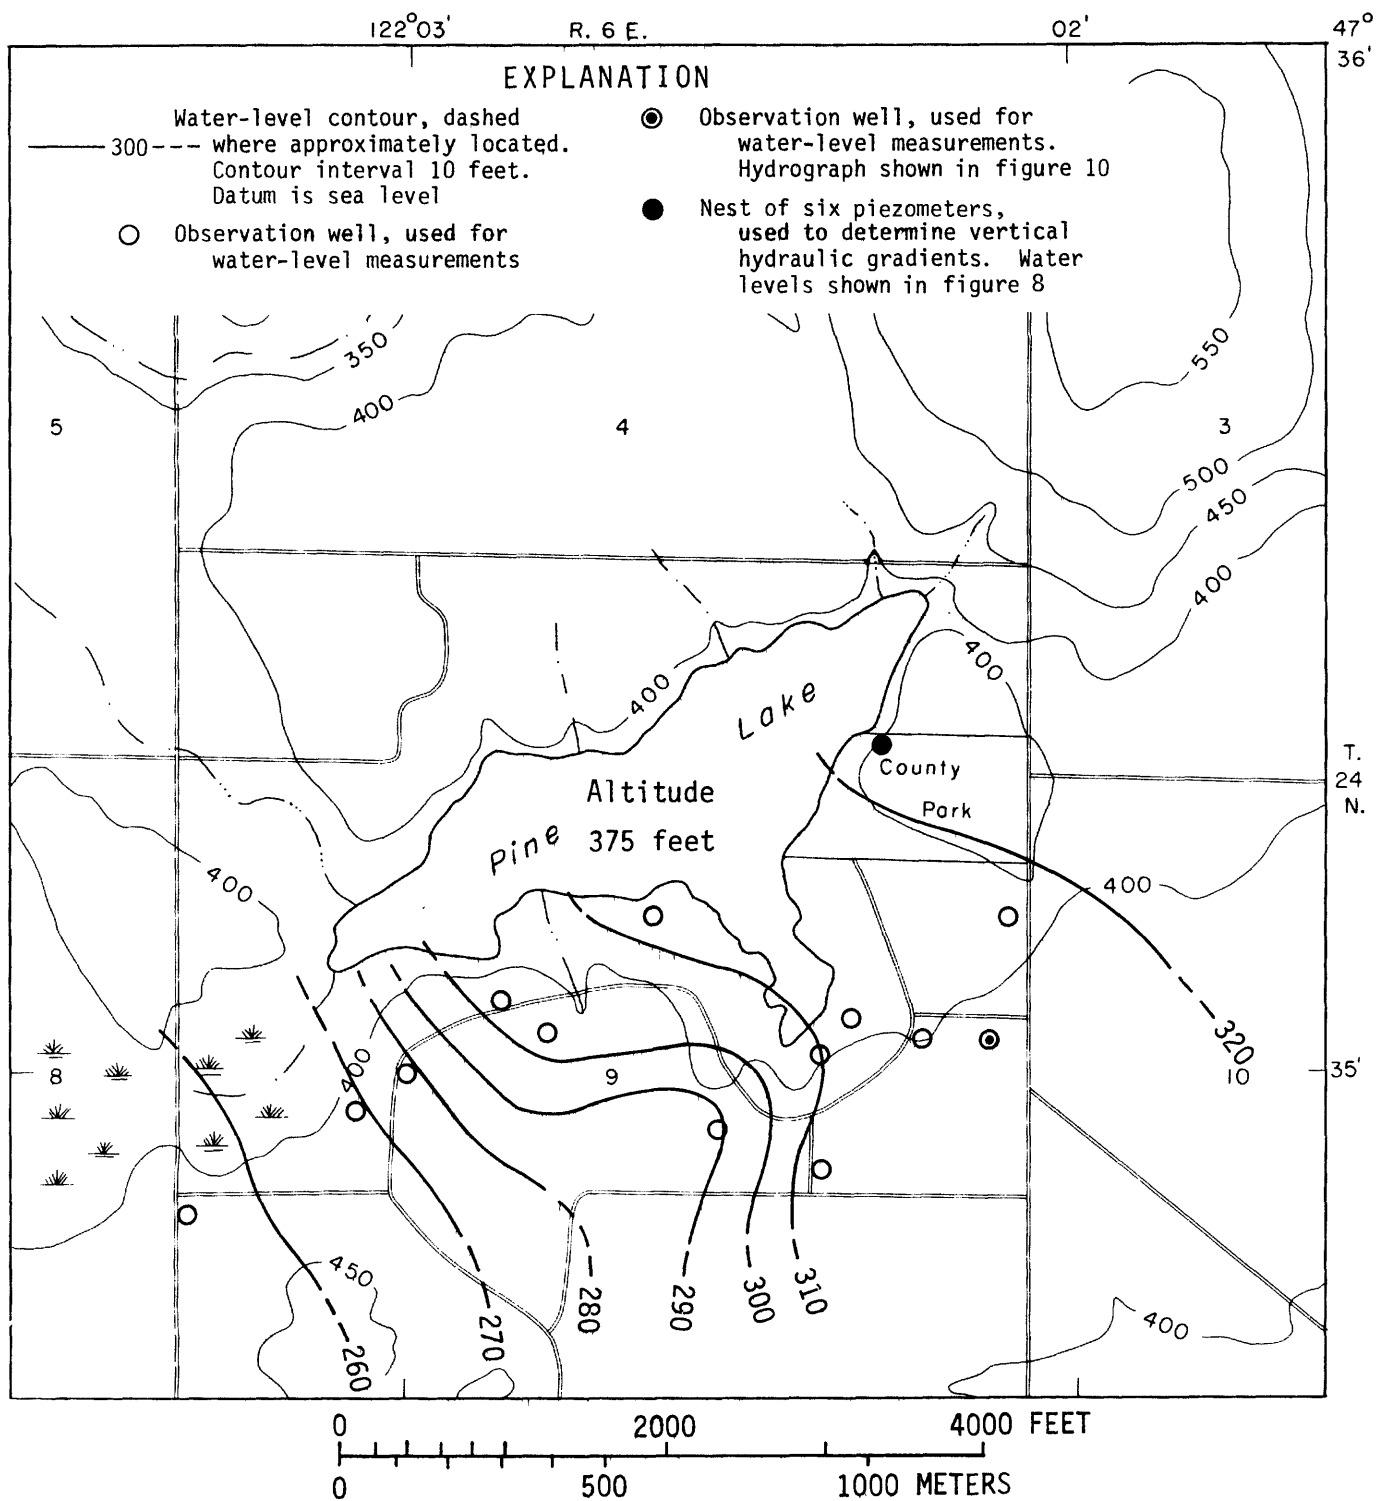 122°03' R. 6 E. 02' 47°
36'
EXPLANATION
Water-level contour, dashed
300 where approximately located.
Contour interval 10 feet.
Datum is sea level
Observation well, used for
water-level measurements
Observation well, used for
water-level measurements.
Hydrograph shown in figure 10
Nest of six piezometers,
used to determine vertical
hydraulic gradients. Water
levels shown in figure 8
350
550
400
5
4
3
500
450
400
400
400
Lake
T.
24
N.
County
Park
Altitude
375 feet
Pine
400
400
400
8
9
10
35'
320
450
260
270
280
290
300
310
400
0 2000 4000 FEET
0 500 1000 METERS